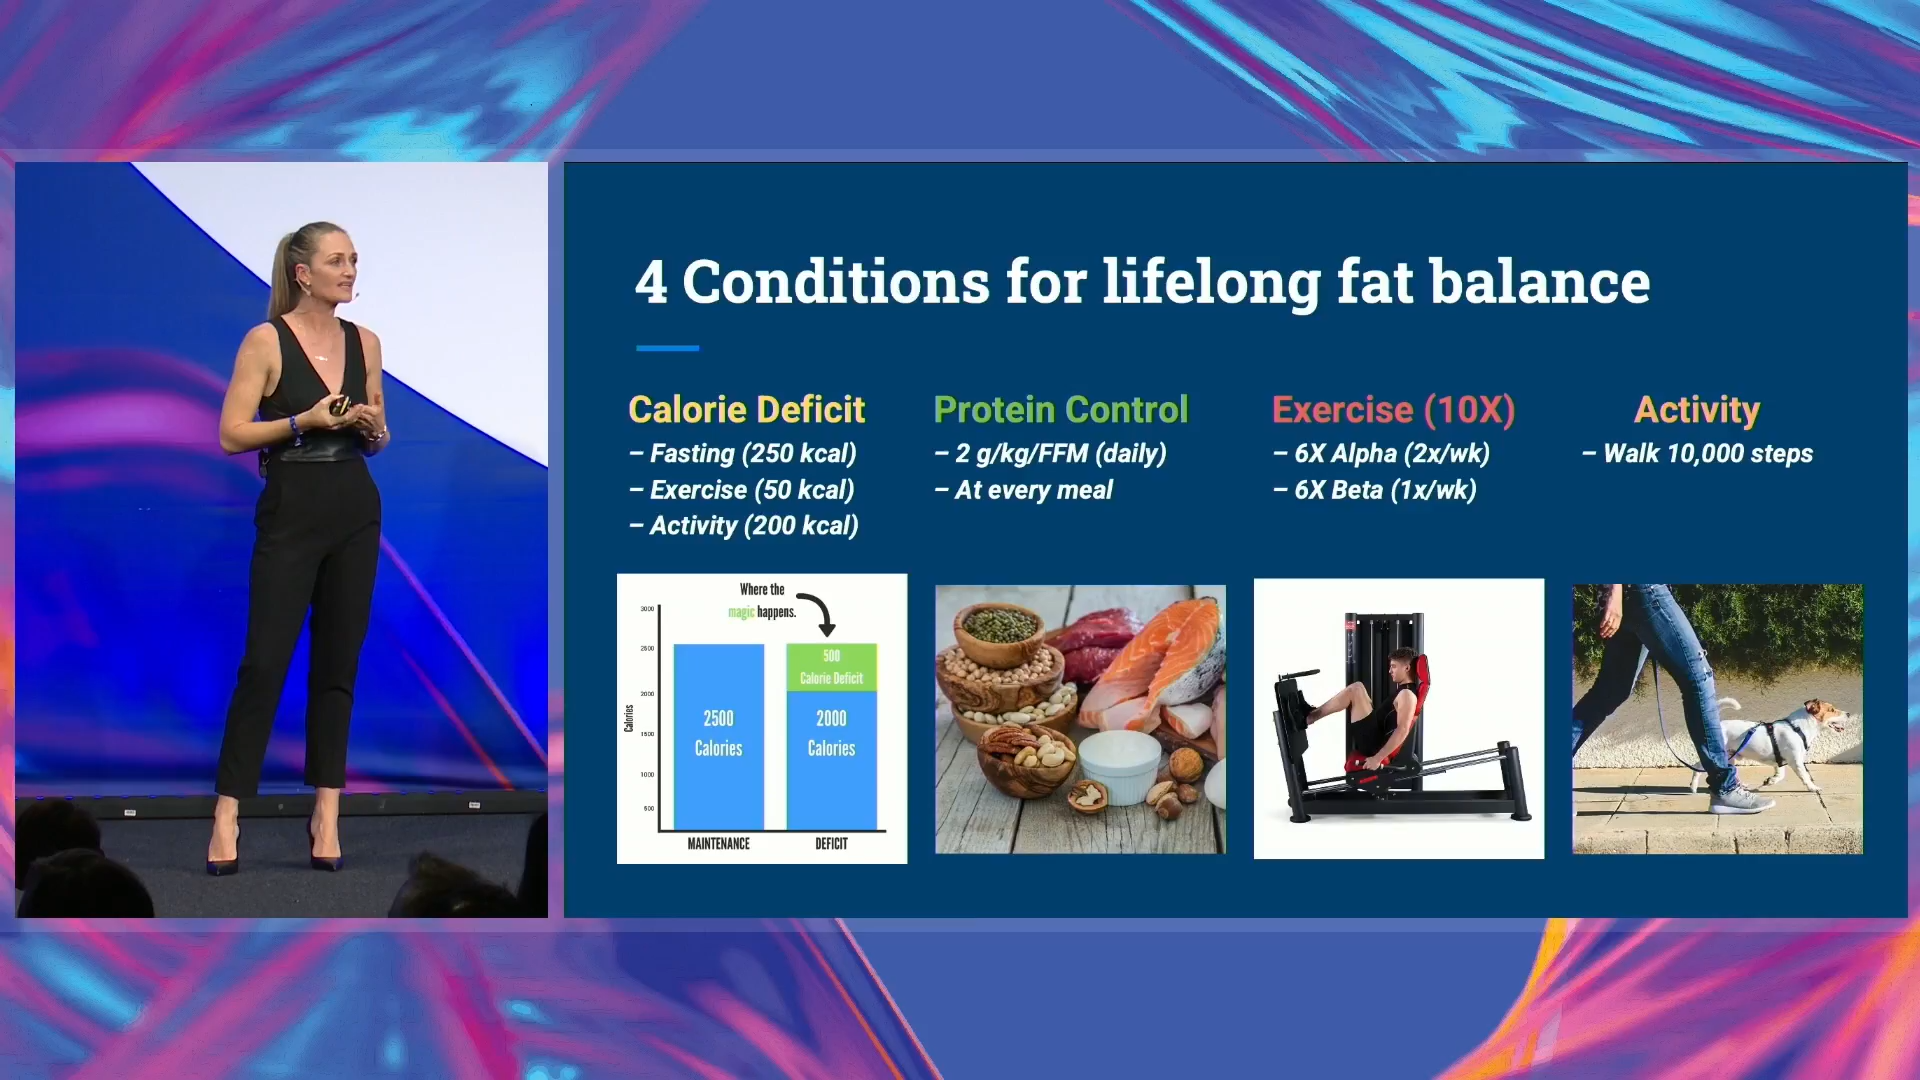 4 Conditions for lifelong fat balance
Calorie Deficit
– Fasting (250 kcal)
– Exercise (50 kcal)
– Activity (200 kcal)
Protein Control
– 2 g/kg/FFM (daily)
– At every meal
Exercise (10X)
– 6X Alpha (2x/wk)
– 6X Beta (1x/wk)
Activity
– Walk 10,000 steps
Where the
magic happens.
3000
2500
2000
1500
1000
500
Calories
2500
Calories
500
Calorie Deficit
2000
Calories
MAINTENANCE
DEFICIT